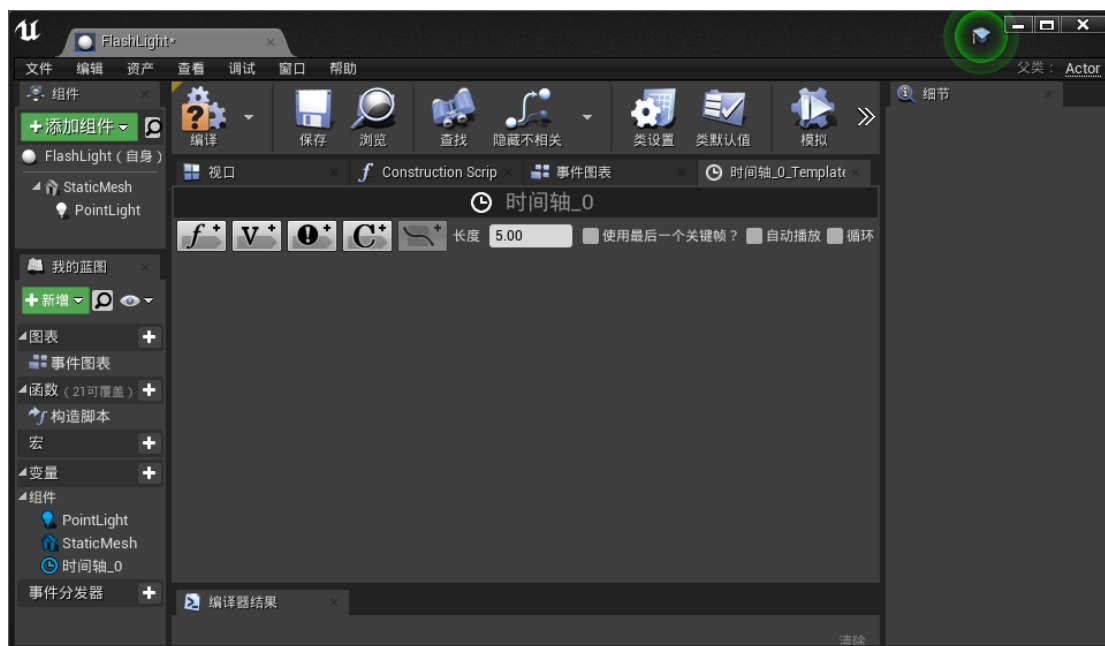 FlashLight*
文件 编辑 资产 查看 调试 窗口 帮助 父类： Actor
组件
+添加组件
FlashLight（自身）
StaticMesh
PointLight
编译 保存 浏览 查找 隐藏不相关 类设置 类默认值 模拟
细节
视口 Construction Scrip 事件图表 时间轴_0_Template
时间轴_0
长度 5.00 使用最后一个关键帧？ 自动播放 循环
我的蓝图
+新增
图表
事件图表
函数（21可覆盖）
构造脚本
宏
变量
组件
PointLight
StaticMesh
时间轴_0
事件分发器
编译器结果
清除